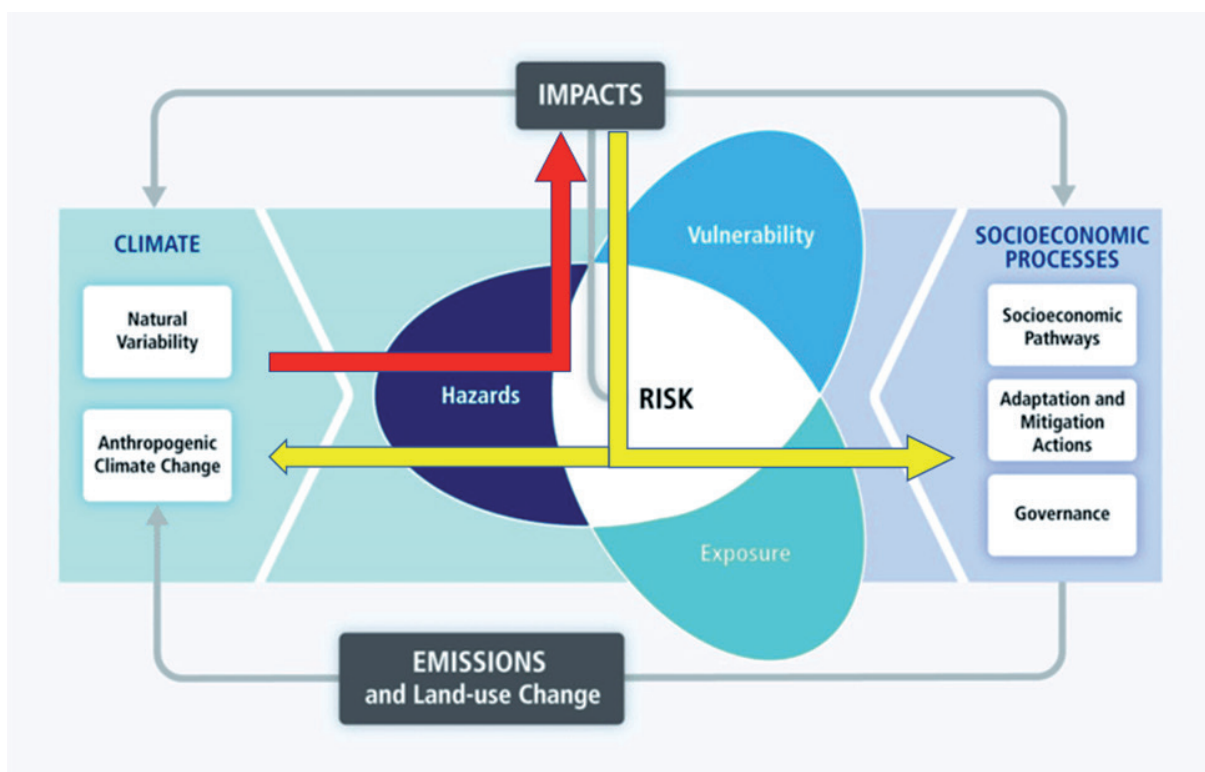 IMPACTS
CLIMATE
Natural
Variability
Anthropogenic
Climate Change
Hazards
Vulnerability
RISK
Exposure
SOCIOECONOMIC
PROCESSES
Socioeconomic
Pathways
Adaptation and
Mitigation
Actions
Governance
EMISSIONS
and Land-use Change